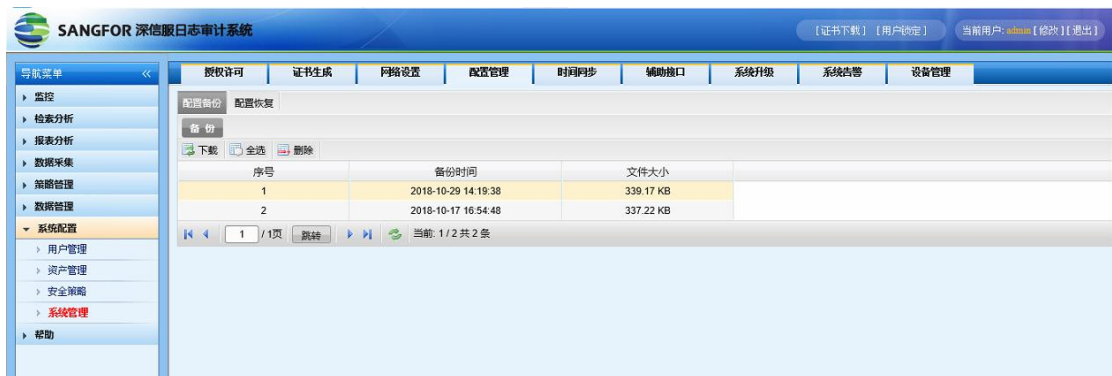 SANGFOR 深信服日志审计系统
[证书下载] [用户锁定] 当前用户: admin [修改] [退出]
导航菜单 «
授权许可 证书生成 网络设置 配置管理 时间同步 辅助接口 系统升级 系统告警 设备管理
监控
检索分析
报表分析
数据采集
策略管理
数据管理
系统配置
用户管理
资产管理
安全策略
系统管理
帮助
配置备份 配置恢复
备 份
下载 全选 删除
序号 备份时间 文件大小
1 2018-10-29 14:19:38 339.17 KB
2 2018-10-17 16:54:48 337.22 KB
1 /1页 跳转 当前: 1 / 2 共 2 条